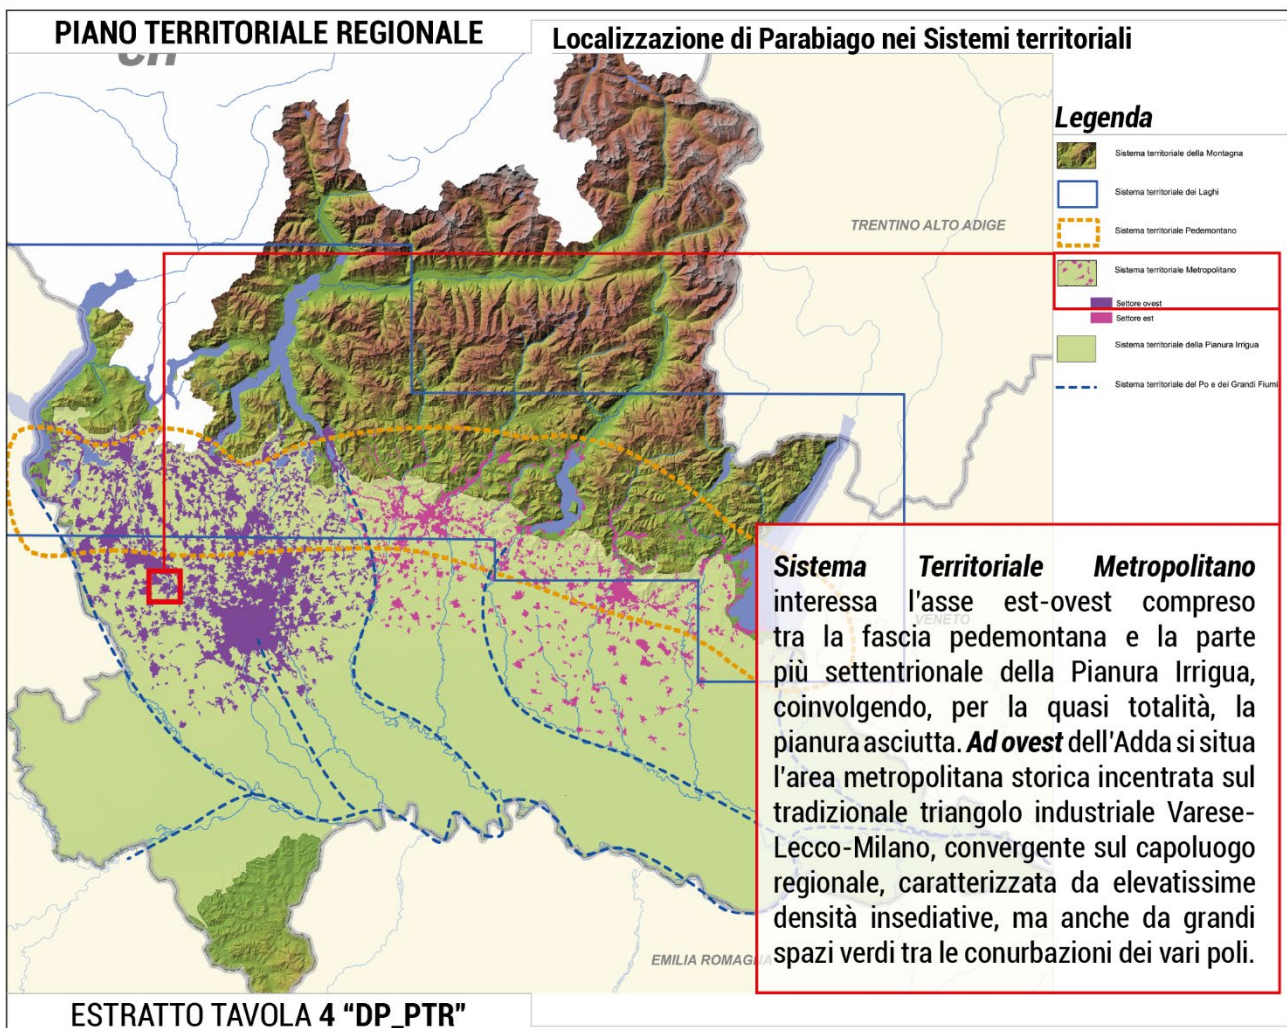 PIANO TERRITORIALE REGIONALE
Localizzazione di Parabiago nei Sistemi territoriali
Legenda
Sistema territoriale della Montagna
Sistema territoriale dei Laghi
Sistema territoriale Pedemontano
Sistema territoriale Metropolitano
Settore ovest
Settore est
Sistema territoriale della Pianura Irrigua
Sistema territoriale del Po e dei Grandi Fiumi
TRENTINO ALTO ADIGE
VENETO
Sistema Territoriale Metropolitano
interessa l'asse est-ovest compreso
tra la fascia pedemontana e la parte
più settentrionale della Pianura Irrigua,
coinvolgendo, per la quasi totalità, la
pianura asciutta. Ad ovest dell'Adda si situa
l'area metropolitana storica incentrata sul
tradizionale triangolo industriale Varese-
Lecco-Milano, convergente sul capoluogo
regionale, caratterizzata da elevatissime
densità insediative, ma anche da grandi
spazi verdi tra le conurbazioni dei vari poli.
EMILIA ROMAGNA
ESTRATTO TAVOLA 4 "DP_PTR"